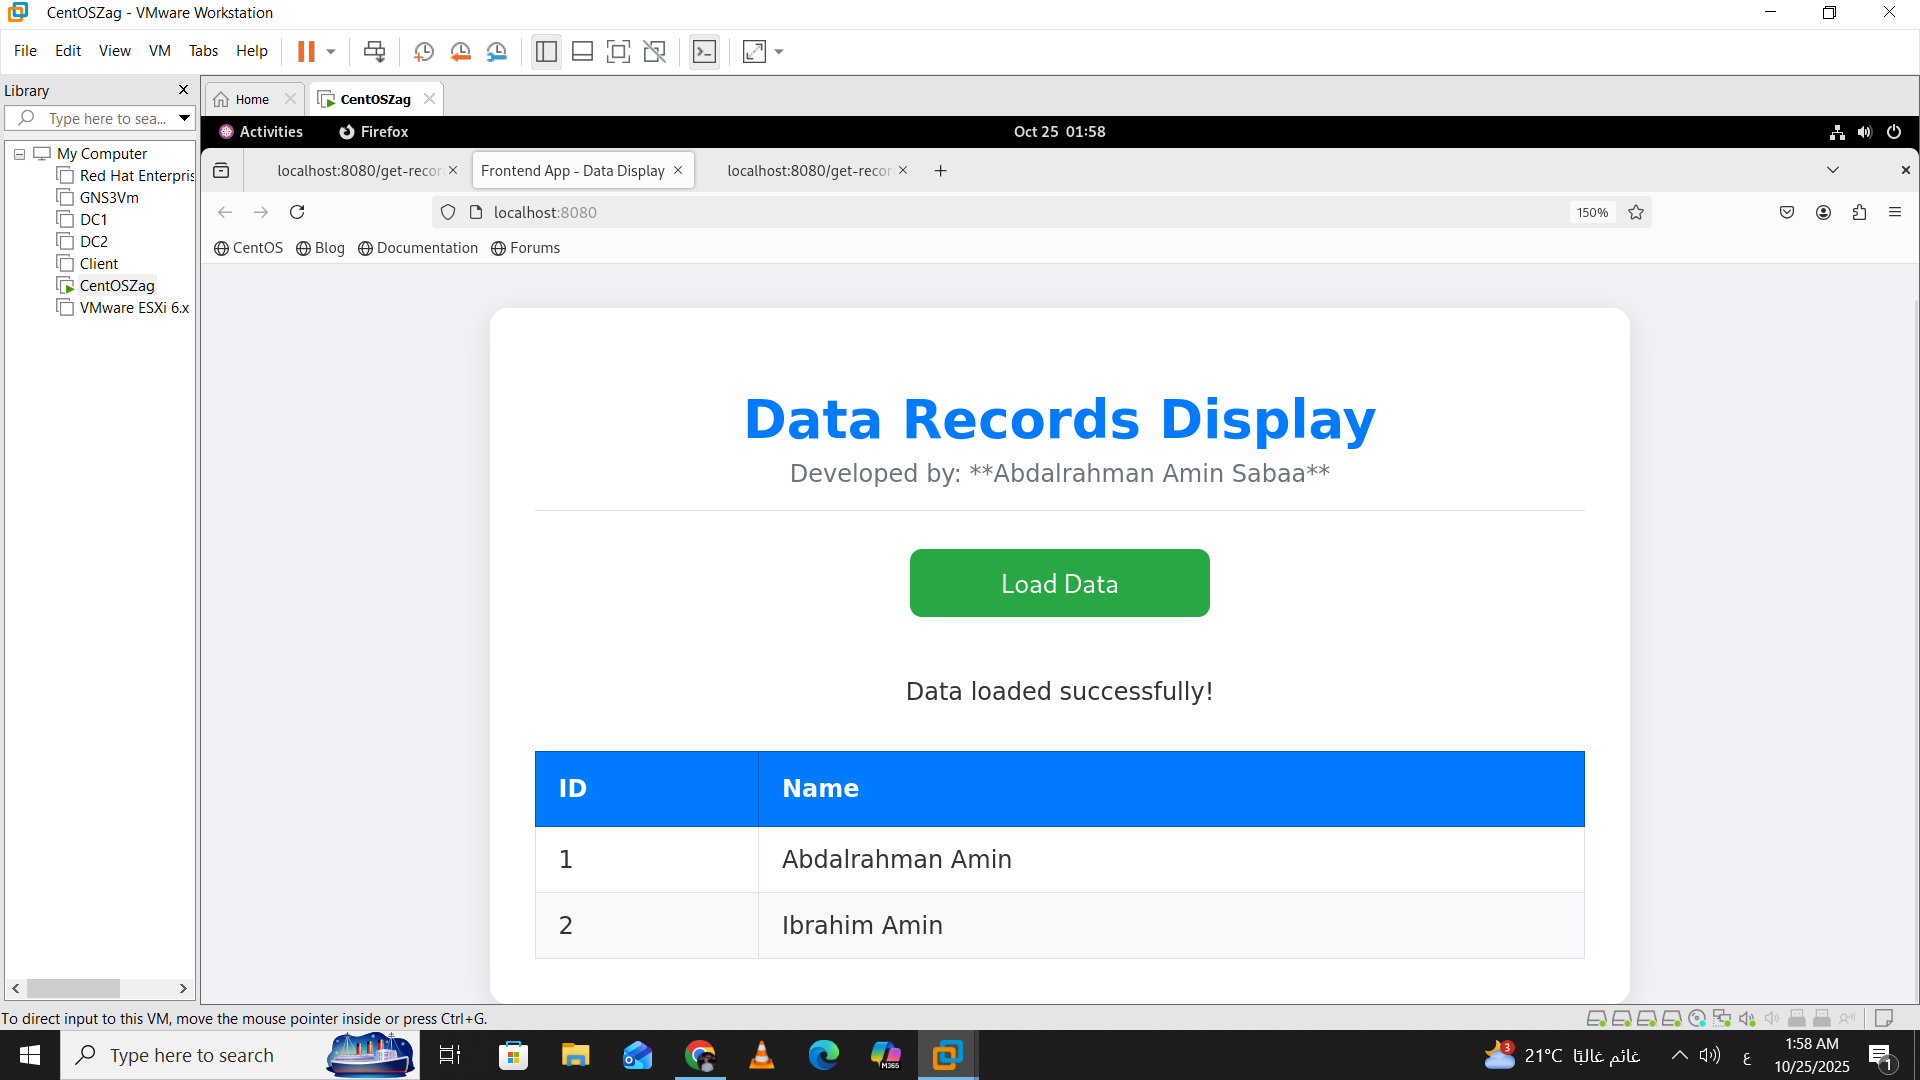 CentOSZag - VMware Workstation
File Edit View VM Tabs Help
Library
Type here to sea...
My Computer
Red Hat Enterpris
GNS3Vm
DC1
DC2
Client
CentOSZag
VMware ESXi 6.x
Home CentOSZag
Activities Firefox Oct 25 01:58
localhost:8080/get-recor Frontend App - Data Display localhost:8080/get-recor
localhost:8080 150%
CentOS Blog Documentation Forums
Data Records Display
Developed by: **Abdalrahman Amin Sabaa**
Load Data
Data loaded successfully!
ID Name
1 Abdalrahman Amin
2 Ibrahim Amin
To direct input to this VM, move the mouse pointer inside or press Ctrl+G.
Type here to search
M365
3
21°C غائم غالبًا
ع
1:58 AM
10/25/2025
1